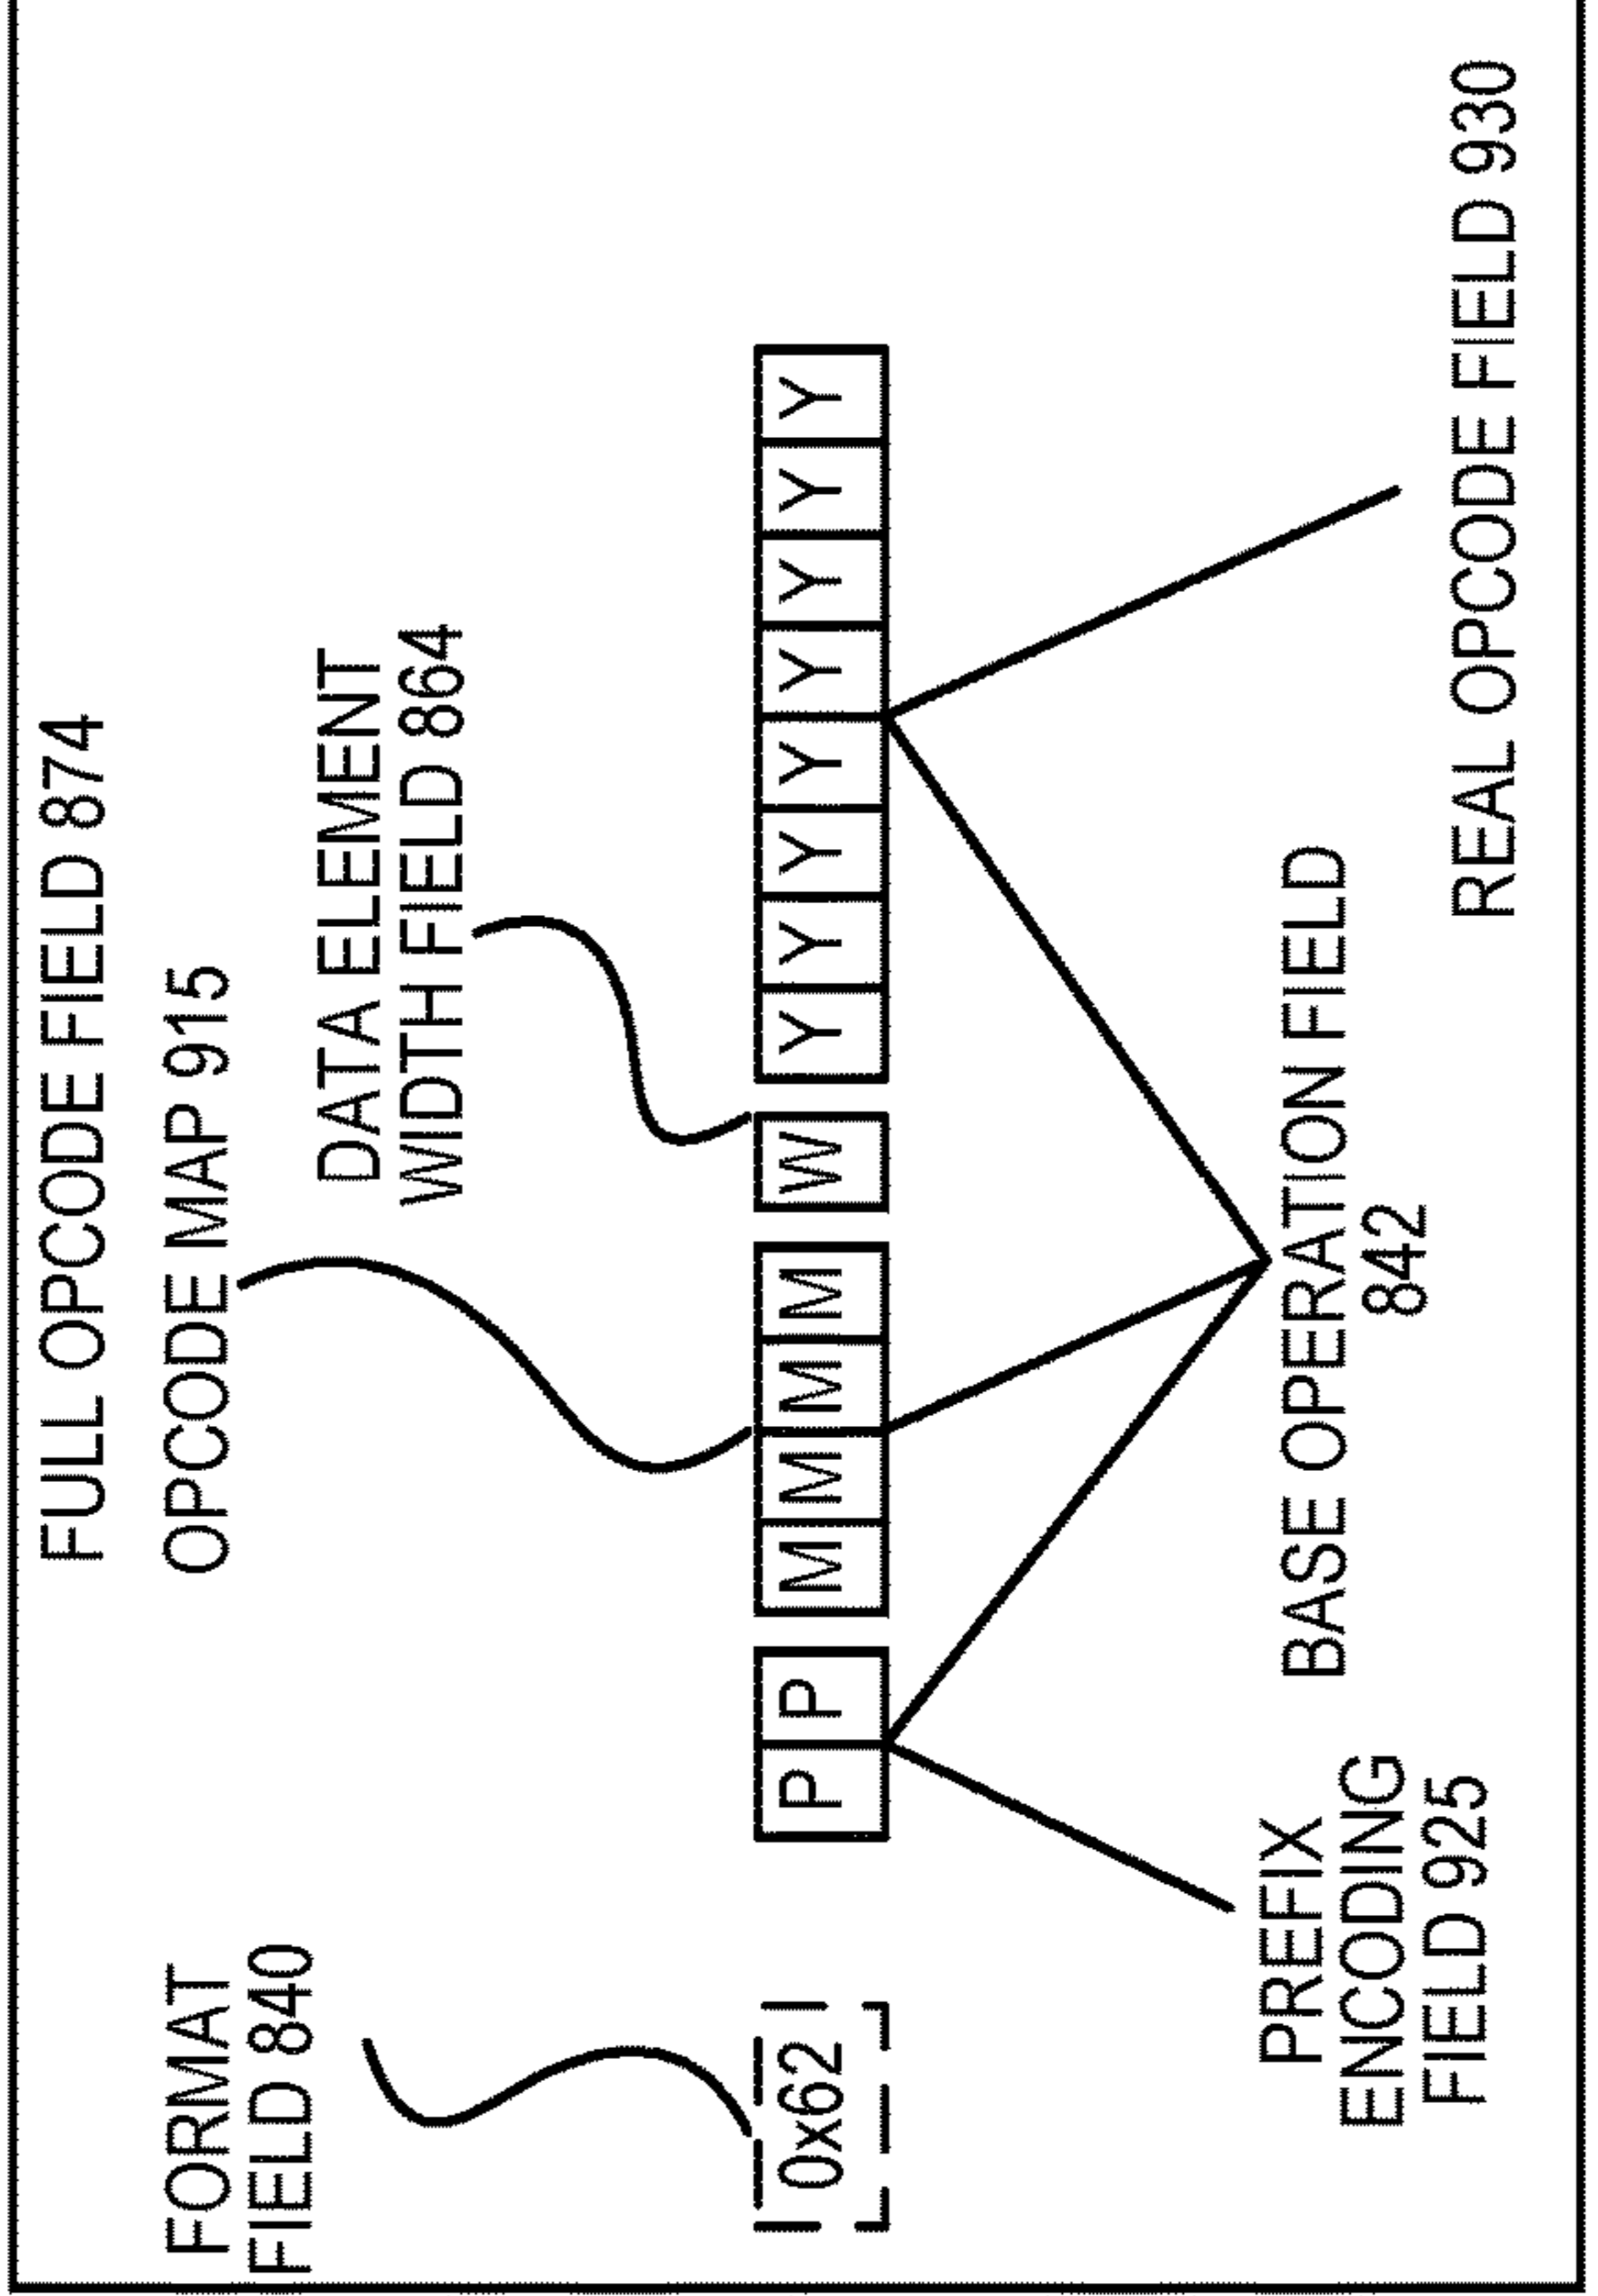 FULL OPCODE FIELD 874
FORMAT
FIELD 840
OPCODE MAP 915
DATA ELEMENT
WIDTH FIELD 864
0x62
P P
M M M M
W
Y Y Y Y Y Y Y Y
PREFIX
ENCODING
FIELD 925
BASE OPERATION FIELD
842
REAL OPCODE FIELD 930